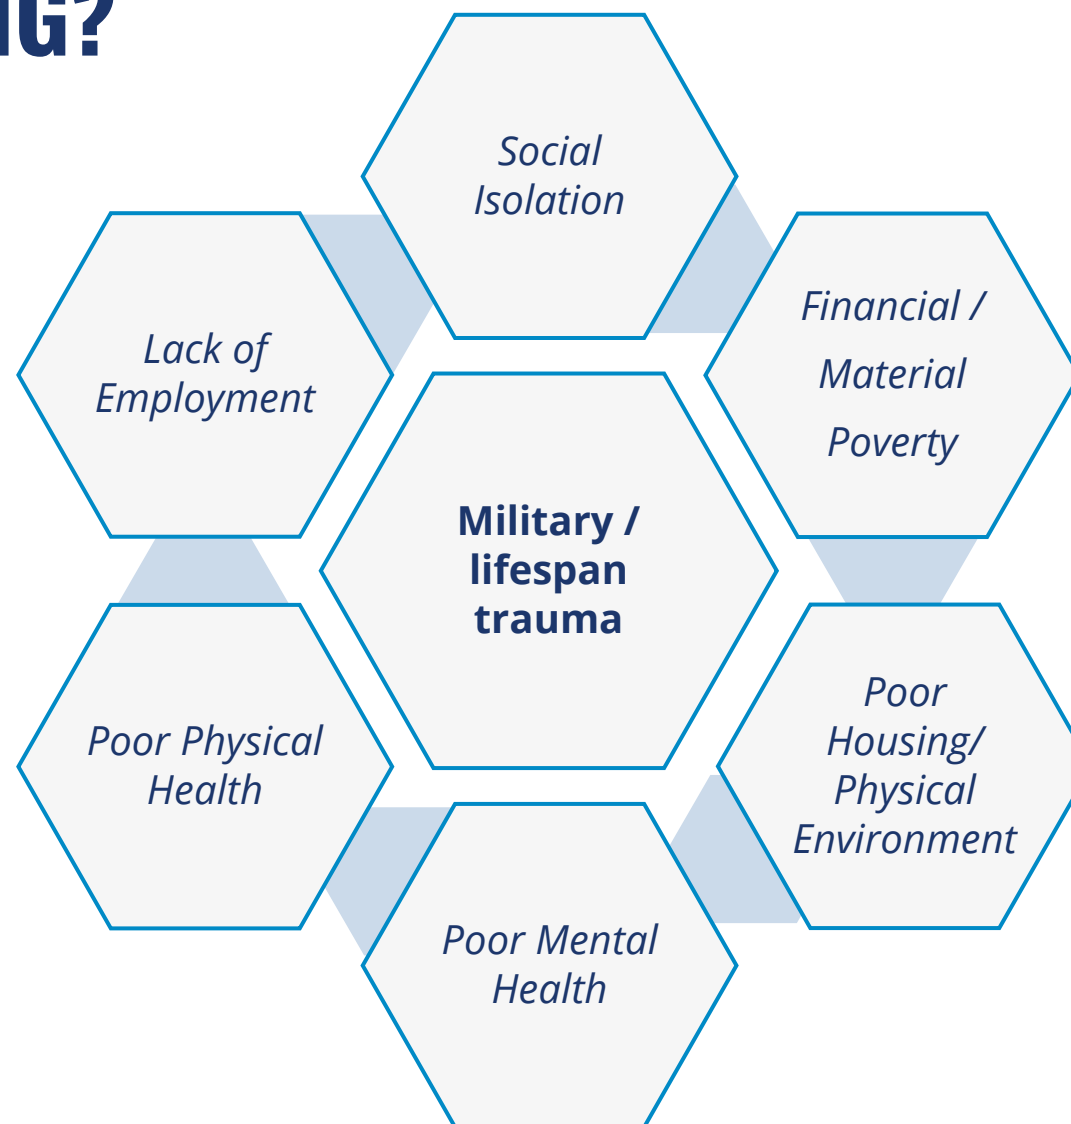 NG?
Social
Isolation
Financial /
Material
Poverty
Lack of
Employment
Military /
lifespan
trauma
Poor
Housing/
Physical
Environment
Poor Physical
Health
Poor Mental
Health